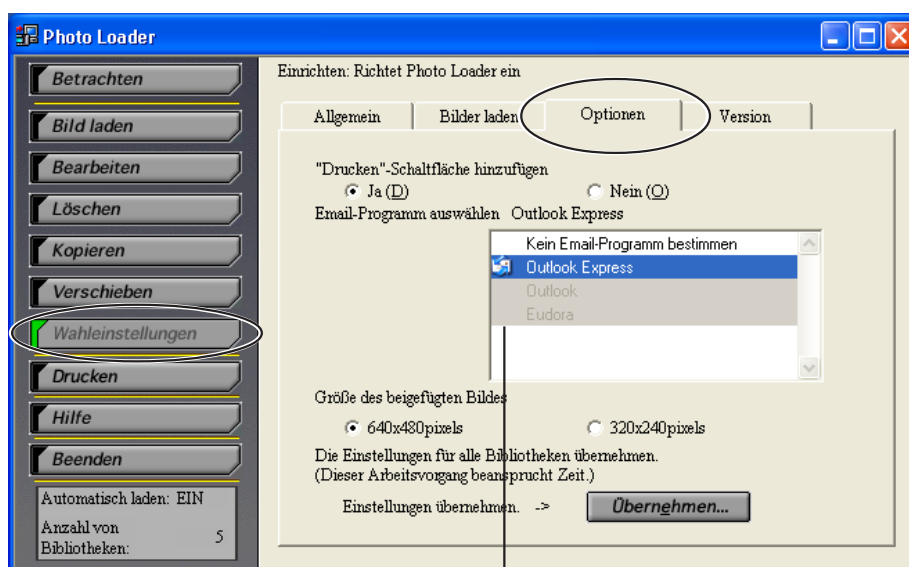 Photo Loader
Betrachten
Bild laden
Bearbeiten
Löschen
Kopieren
Verschieben
Wahleinstellungen
Drucken
Hilfe
Beenden
Automatisch laden: EIN
Anzahl von
Bibliotheken: 5
Einrichten: Richtet Photo Loader ein
Allgemein Bilder laden Optionen Version
"Drucken"-Schaltfläche hinzufügen
Ja (D) Nein (O)
Email-Programm auswählen Outlook Express
Kein Email-Programm bestimmen
Outlook Express
Outlook
Eudora
Größe des beigefügten Bildes
640x480pixels 320x240pixels
Die Einstellungen für alle Bibliotheken übernehmen.
(Dieser Arbeitsvorgang beansprucht Zeit.)
Einstellungen übernehmen. -> Übernehmen...